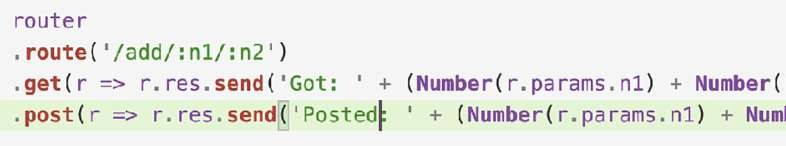 router
.route('/add/:n1/:n2')
.get(r => r.res.send('Got: ' + (Number(r.params.n1) + Number(
.post(r => r.res.send('Posted: ' + (Number(r.params.n1) + Num